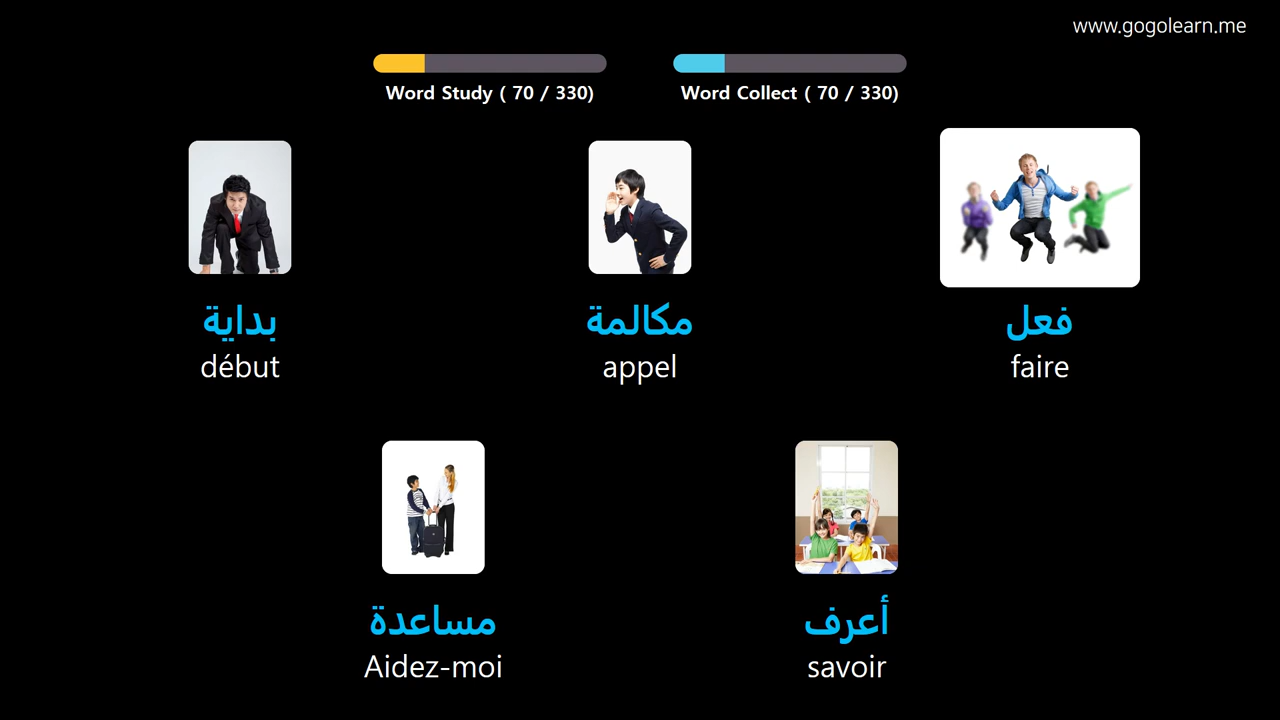 www.gogolearn.me
Word Study ( 70 / 330)
Word Collect ( 70 / 330)
بداية
début
مكالمة
appel
فعل
faire
مساعدة
Aidez-moi
أعرف
savoir